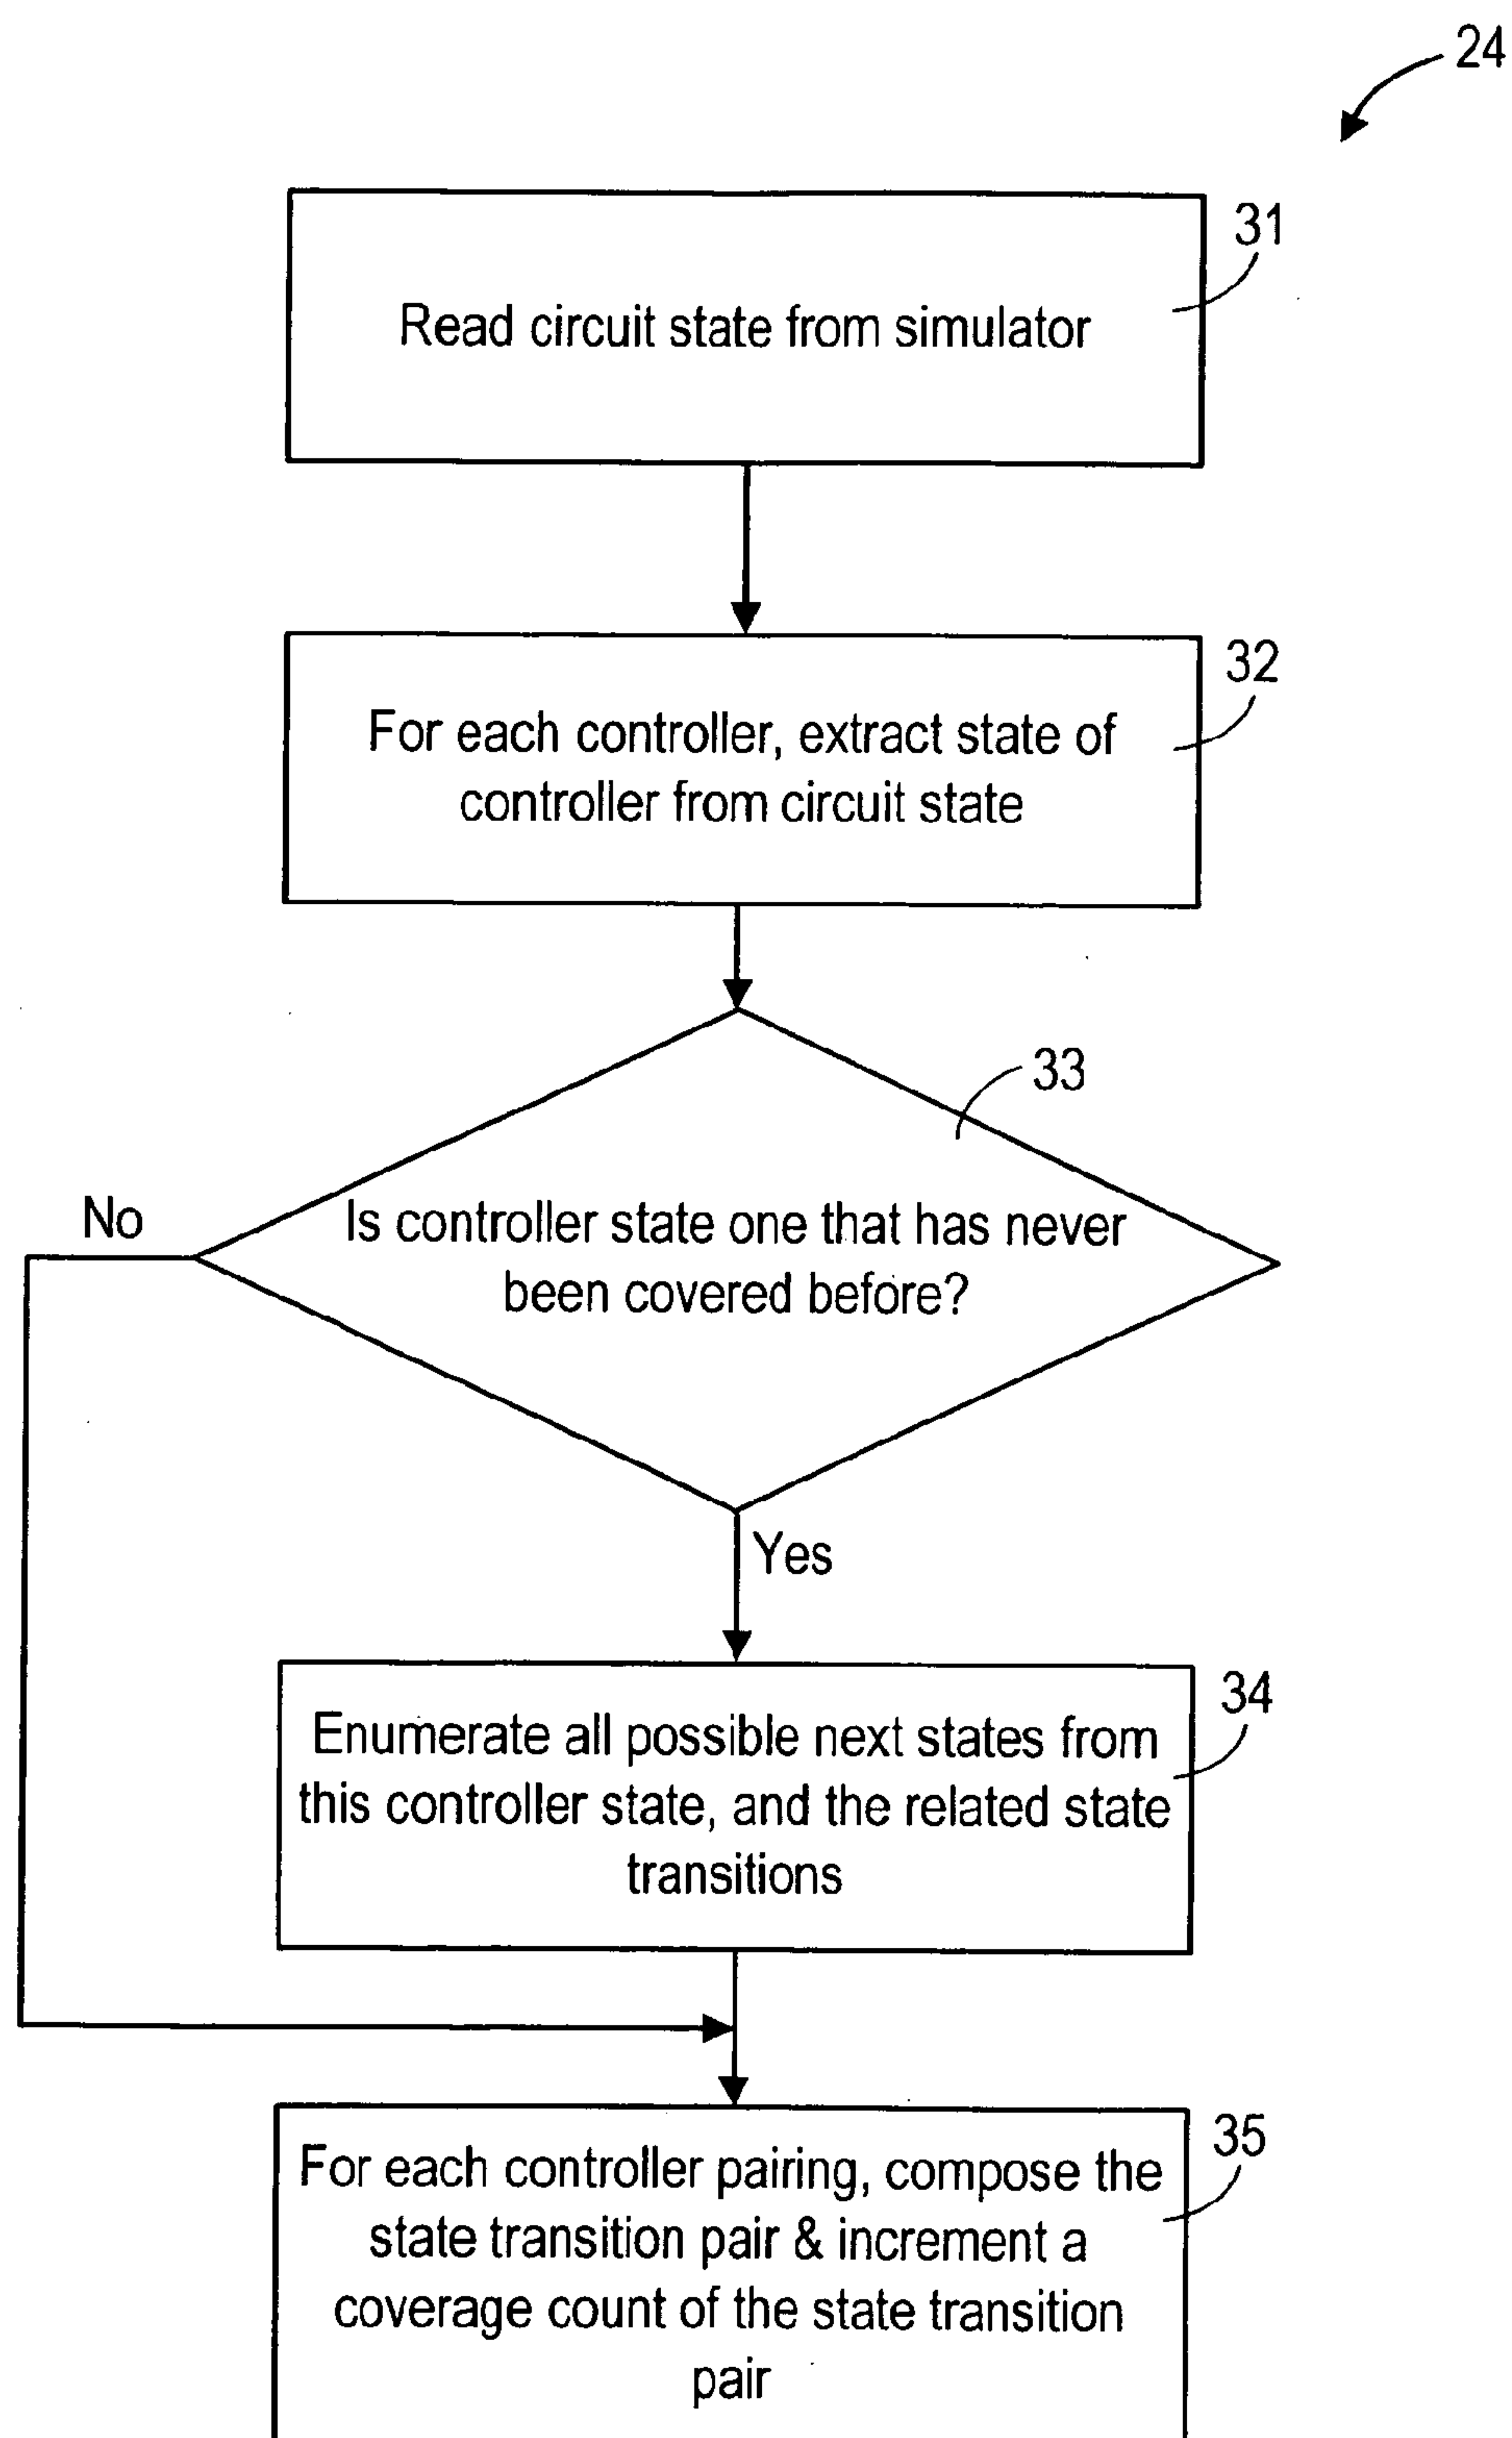 24
31
Read circuit state from simulator
32
For each controller, extract state of
controller from circuit state
33
No
Is controller state one that has never
been covered before?
Yes
34
Enumerate all possible next states from
this controller state, and the related state
transitions
35
For each controller pairing, compose the
state transition pair & increment a
coverage count of the state transition
pair